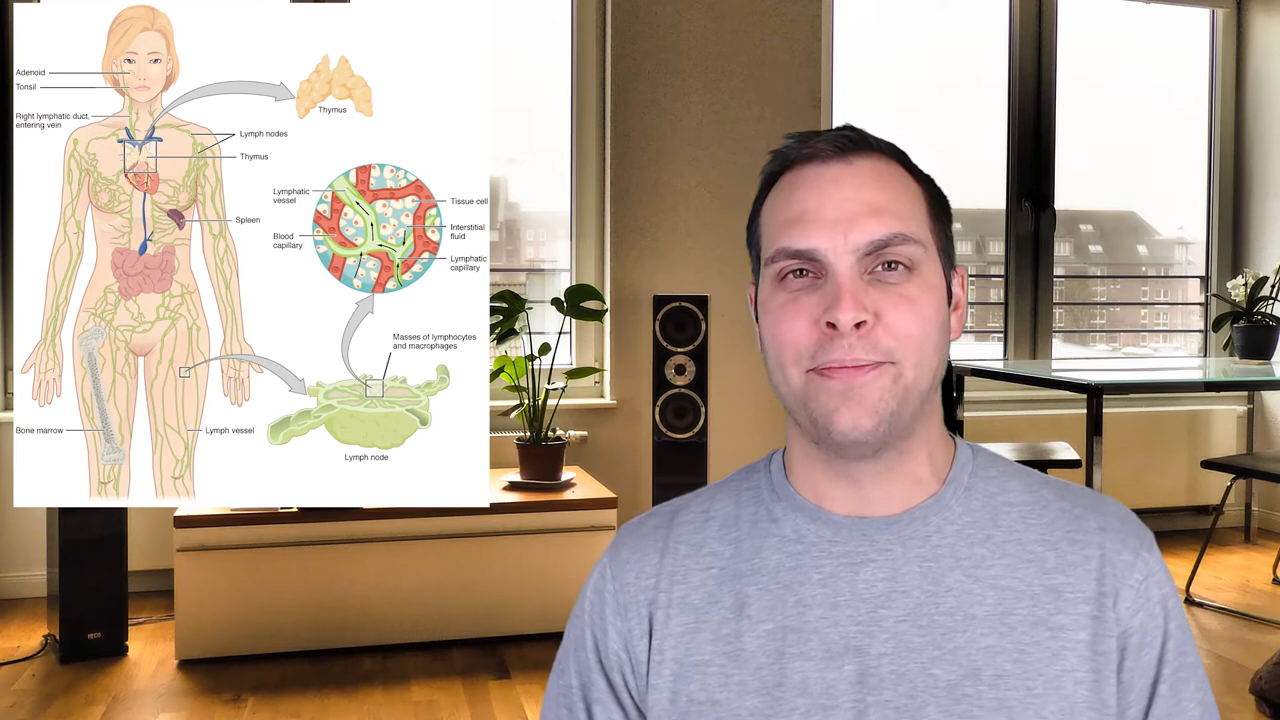 Adenoid
Tonsil
Right lymphatic duct,
entering vein
Lymph nodes
Thymus
Spleen
Bone marrow
Lymph vessel
Thymus
Lymphatic
vessel
Blood
capillary
Tissue cell
Interstitial
fluid
Lymphatic
capillary
Masses of lymphocytes
and macrophages
Lymph node